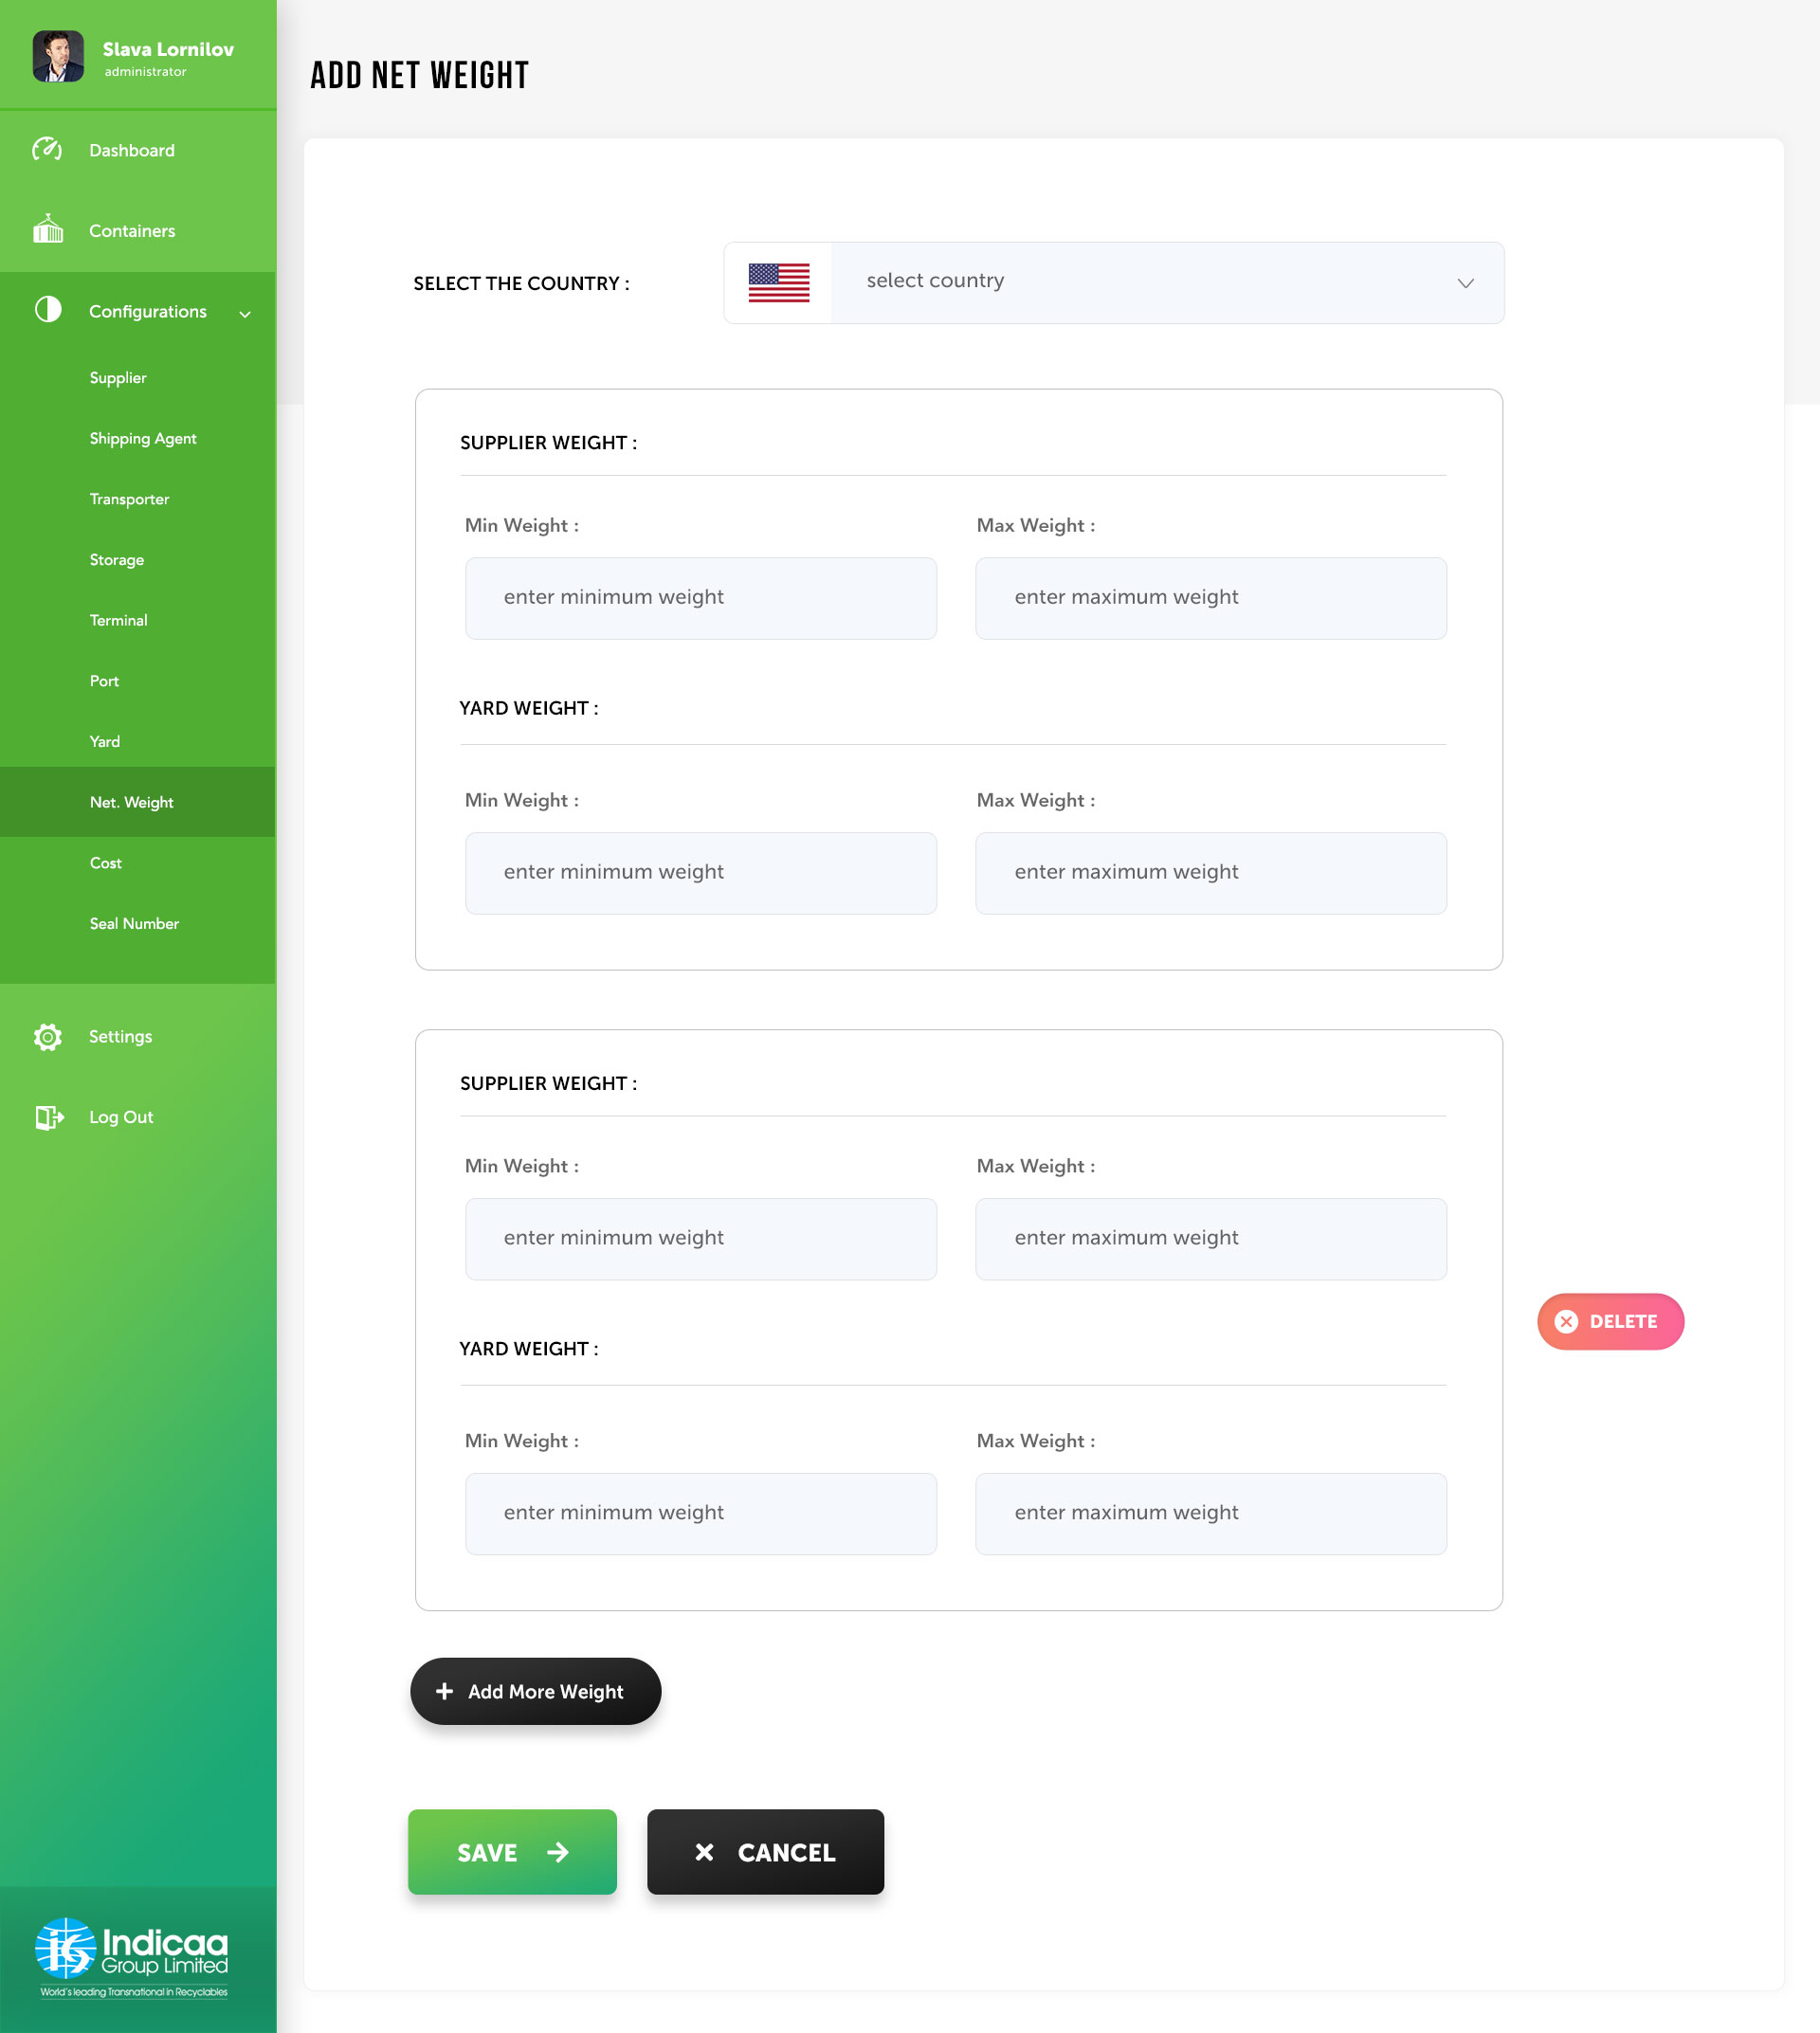 Slava Lornilov
administrator
Dashboard
Containers
Configurations
Supplier
Shipping Agent
Transporter
Storage
Terminal
Port
Yard
Net. Weight
Cost
Seal Number
Settings
Log Out
Indicaa
Group Limited
World's leading Transnational in Recyclables
ADD NET WEIGHT
SELECT THE COUNTRY :
select country
SUPPLIER WEIGHT :
Min Weight :
Max Weight :
enter minimum weight
enter maximum weight
YARD WEIGHT :
Min Weight :
Max Weight :
enter minimum weight
enter maximum weight
SUPPLIER WEIGHT :
Min Weight :
Max Weight :
enter minimum weight
enter maximum weight
DELETE
YARD WEIGHT :
Min Weight :
Max Weight :
enter minimum weight
enter maximum weight
Add More Weight
SAVE
CANCEL